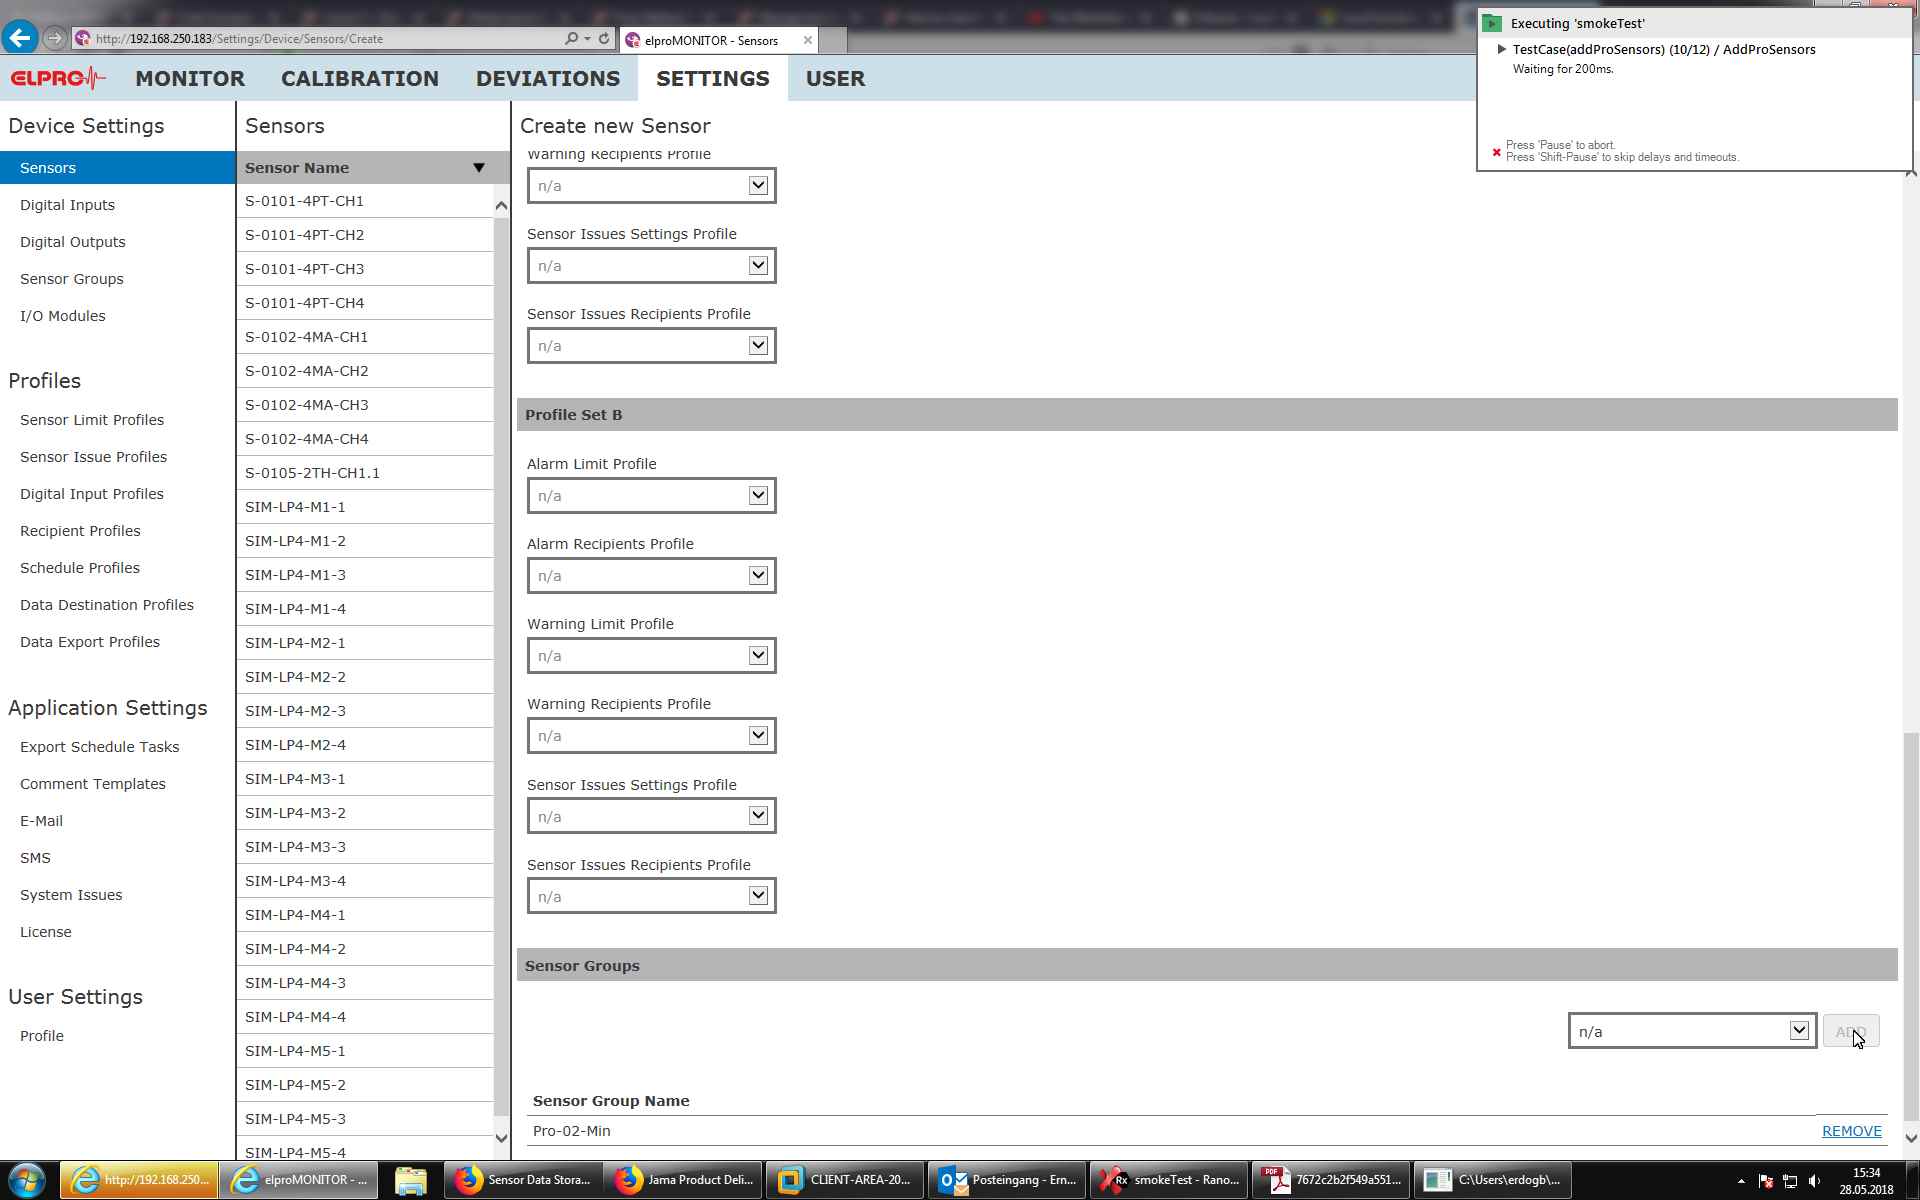 http://192.168.250.183/Settings/Device/Sensors/Create
elproMONITOR - Sensors
Executing 'smokeTest'
TestCase(addProSensors) (10/12) / AddProSensors
Waiting for 200ms.
Press 'Pause' to abort.
Press 'Shift-Pause' to skip delays and timeouts.
ELPRO
MONITOR
CALIBRATION
DEVIATIONS
SETTINGS
USER
Device Settings
Sensors
Digital Inputs
Digital Outputs
Sensor Groups
I/O Modules
Profiles
Sensor Limit Profiles
Sensor Issue Profiles
Digital Input Profiles
Recipient Profiles
Schedule Profiles
Data Destination Profiles
Data Export Profiles
Application Settings
Export Schedule Tasks
Comment Templates
E-Mail
SMS
System Issues
License
User Settings
Profile
Sensors
Sensor Name
S-0101-4PT-CH1
S-0101-4PT-CH2
S-0101-4PT-CH3
S-0101-4PT-CH4
S-0102-4MA-CH1
S-0102-4MA-CH2
S-0102-4MA-CH3
S-0102-4MA-CH4
S-0105-2TH-CH1.1
SIM-LP4-M1-1
SIM-LP4-M1-2
SIM-LP4-M1-3
SIM-LP4-M1-4
SIM-LP4-M2-1
SIM-LP4-M2-2
SIM-LP4-M2-3
SIM-LP4-M2-4
SIM-LP4-M3-1
SIM-LP4-M3-2
SIM-LP4-M3-3
SIM-LP4-M3-4
SIM-LP4-M4-1
SIM-LP4-M4-2
SIM-LP4-M4-3
SIM-LP4-M4-4
SIM-LP4-M5-1
SIM-LP4-M5-2
SIM-LP4-M5-3
SIM-LP4-M5-4
Create new Sensor
Warning Recipients Profile
n/a
Sensor Issues Settings Profile
n/a
Sensor Issues Recipients Profile
n/a
Profile Set B
Alarm Limit Profile
n/a
Alarm Recipients Profile
n/a
Warning Limit Profile
n/a
Warning Recipients Profile
n/a
Sensor Issues Settings Profile
n/a
Sensor Issues Recipients Profile
n/a
Sensor Groups
n/a
ADD
Sensor Group Name
Pro-02-Min
REMOVE
http://192.168.250...
elproMONITOR - ...
Sensor Data Stora...
Jama Product Deli...
CLIENT-AREA-20...
Posteingang - Ern...
smokeTest - Rano...
7672c2b2f549a551...
C:\Users\erdogb\...
15:34
28.05.2018